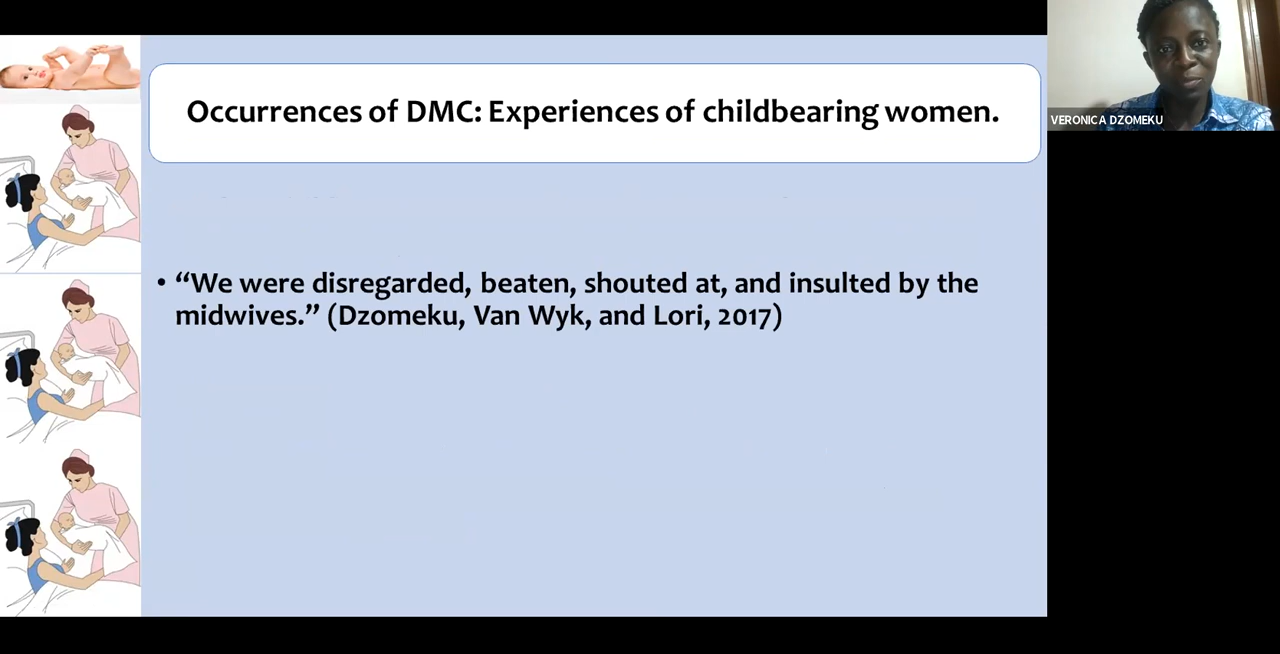 Occurrences of DMC: Experiences of childbearing women.
• “We were disregarded, beaten, shouted at, and insulted by the
midwives.” (Dzomeku, Van Wyk, and Lori, 2017)
VERONICA DZOMEKU